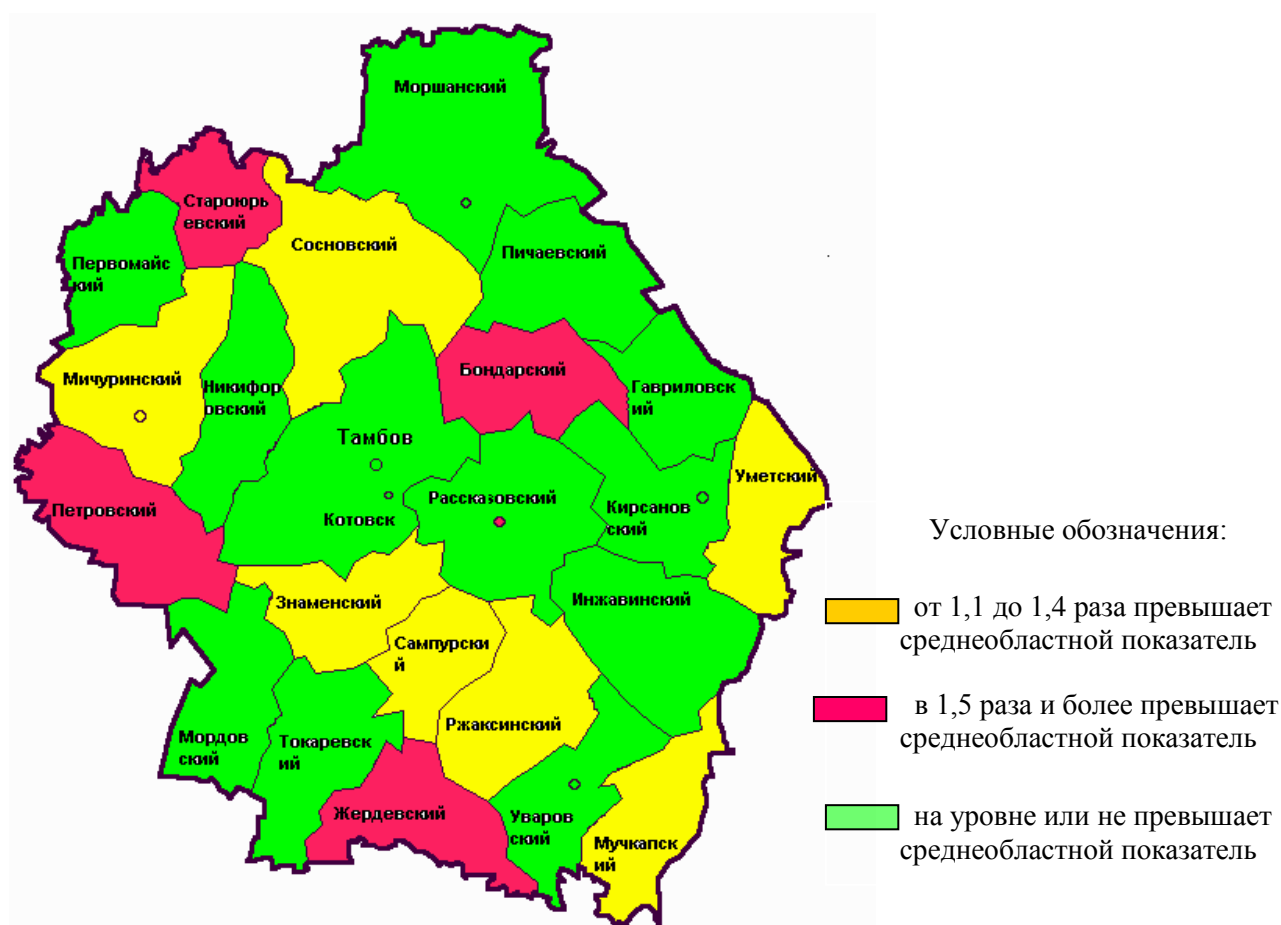 Моршанский
Староюрь
евский
Сосновский
Пичаевский
Первомайс
кий
Мичуринский
Никифор
овский
Бондарский
Гавриловск
ий
Тамбов
Уметский
Петровский
Котовск
Рассказовский
Кирсанов
ский
Знаменский
Инжавинский
Сампурски
й
Ржаксинский
Мордов
ский
Токаревск
ий
Жердевский
Уваров
ский
Мучкапск
ий
Условные обозначения:
от 1,1 до 1,4 раза превышает
среднеобластной показатель
в 1,5 раза и более превышает
среднеобластной показатель
на уровне или не превышает
среднеобластной показатель